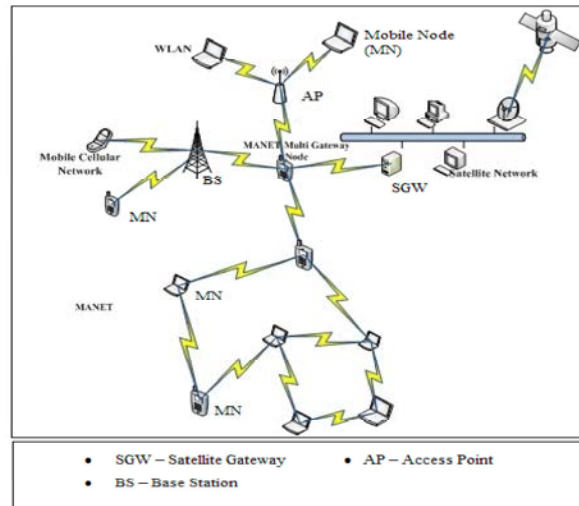 WLAN
Mobile Node
(MN)
AP
Mobile Cellular
Network
BS
MANET Multi Gateway
Node
SGW
Satellite Network
MN
MANET
MN
MN
• SGW – Satellite Gateway
• AP – Access Point
• BS – Base Station